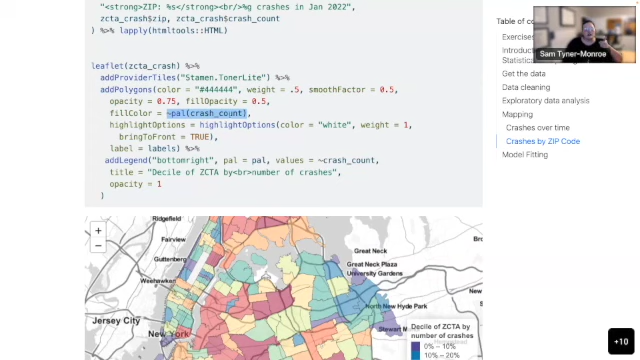 "<strong>ZIP: %s</strong><br/>%g crashes in Jan 2022",
zcta_crash$zip, zcta_crash$crash_count
) %>% lapply(htmltools::HTML)
leaflet(zcta_crash) %>%
addProviderTiles("Stamen.TonerLite") %>%
addPolygons(color = "#444444", weight = .5, smoothFactor = 0.5,
opacity = 0.75, fillOpacity = 0.5,
fillColor = ~pal(crash_count),
highlightOptions = highlightOptions(color = "white", weight = 1,
bringToFront = TRUE),
label = labels) %>%
addLegend("bottomright", pal = pal, values = ~crash_count,
title = "Decile of ZCTA by<br>number of crashes",
opacity = 1
)
Table of co
Exercises
Introduct
Statistica
Get the data
Data cleaning
Exploratory data analysis
Mapping
Crashes over time
Crashes by ZIP Code
Model Fitting
Sam Tyner-Monroe
+
−
Ridgefield
Fairview
Guttenberg
Weehawken
Jersey City
New York
Great Neck
Great Neck Plaza
University Gardens
North New Hyde Park
Stewart M
Decile of ZCTA by
number of crashes
0% – 10%
10% – 20%
+10